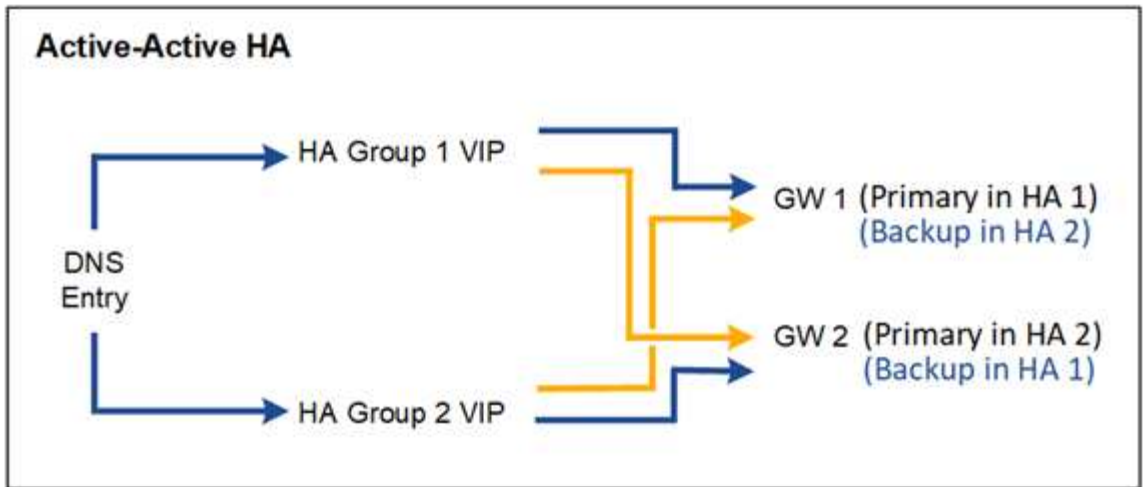 Active-Active HA
HA Group 1 VIP
GW 1 (Primary in HA 1)
(Backup in HA 2)
DNS
Entry
GW 2 (Primary in HA 2)
(Backup in HA 1)
HA Group 2 VIP